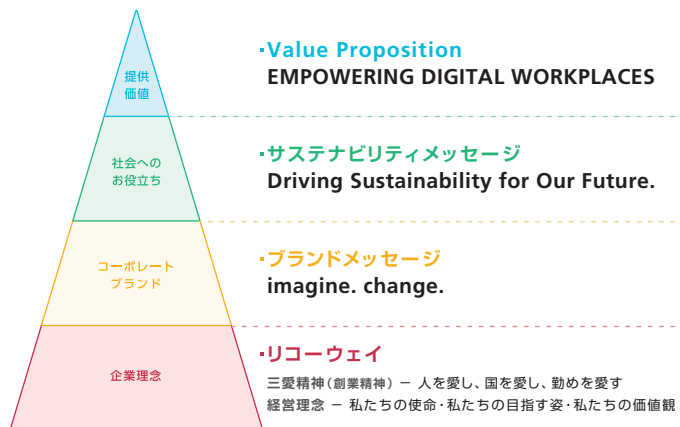 提供
価値
・Value Proposition
EMPOWERING DIGITAL WORKPLACES
社会への
お役立ち
・サステナビリティメッセージ
Driving Sustainability for Our Future.
コーポレート
ブランド
・ブランドメッセージ
imagine. change.
企業理念
・リコーウェイ
三愛精神(創業精神) − 人を愛し、国を愛し、勤めを愛す
経営理念 − 私たちの使命・私たちの目指す姿・私たちの価値観